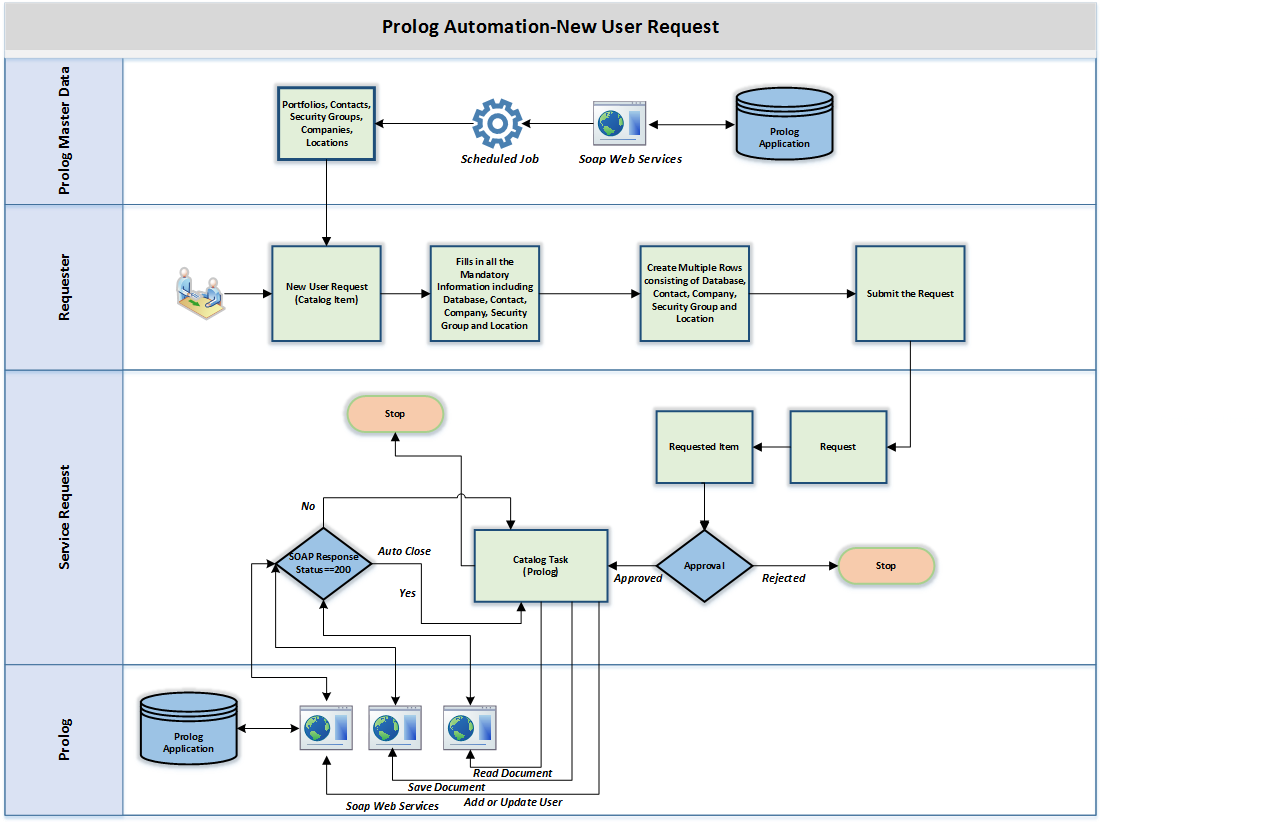 Prolog Automation-New User Request
Prolog Master Data
Portfolios, Contacts,
Security Groups,
Companies,
Locations
Scheduled Job
Soap Web Services
Prolog
Application
Requester
New User Request
(Catalog Item)
Fills in all the
Mandatory
Information including
Database, Contact,
Company, Security
Group and Location
Create Multiple Rows
consisting of Database,
Contact, Company,
Security Group and
Location
Submit the Request
Service Request
Stop
Requested Item
Request
No
SOAP Response
Status==200
Auto Close
Yes
Catalog Task
(Prolog)
Approved
Approval
Rejected
Stop
Prolog
Prolog
Application
Read Document
Save Document
Add or Update User
Soap Web Services